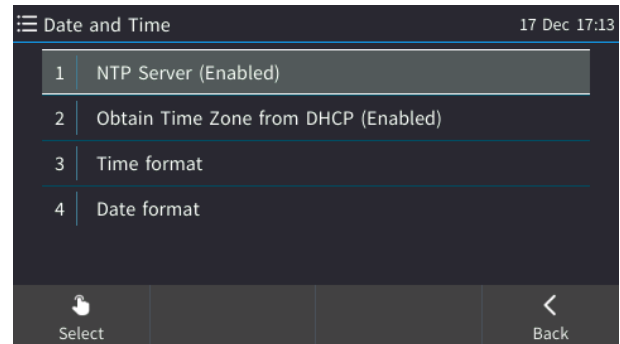 Date and Time 17 Dec 17:13
1 NTP Server (Enabled)
2 Obtain Time Zone from DHCP (Enabled)
3 Time format
4 Date format
Select Back